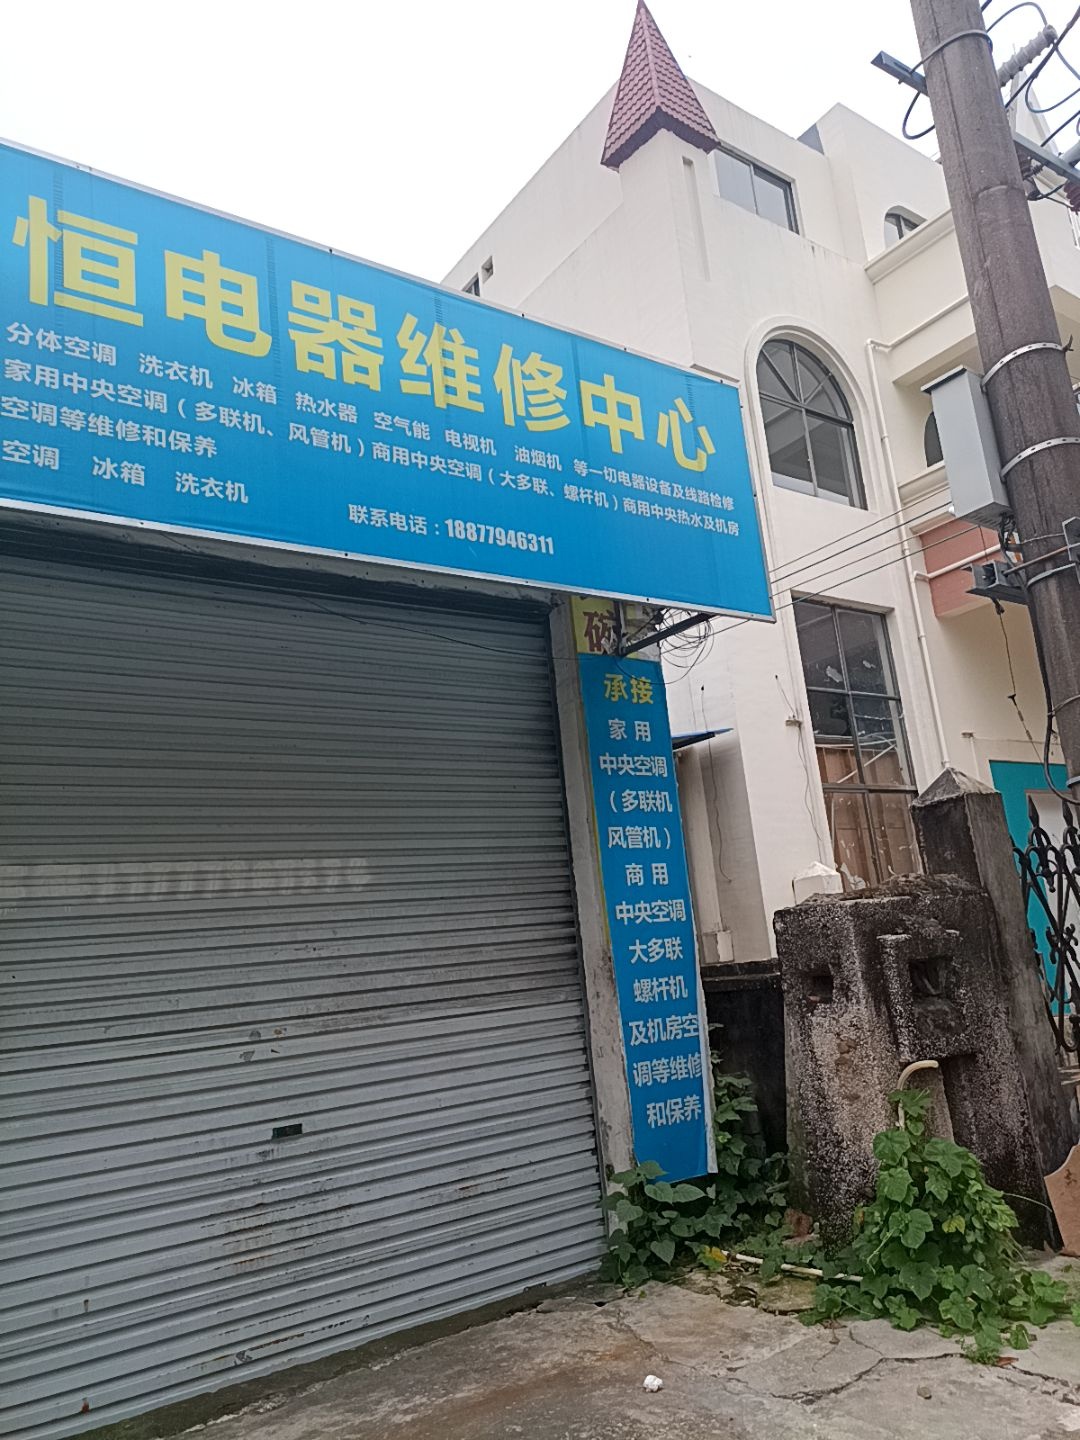 恒电器维修中心
分体空调 洗衣机 冰箱 热水器 空气能 电视机 油烟机 等一切电器设备及线路检修
家用中央空调（多联机、风管机）商用中央空调（大多联、螺杆机）商用中央热水及机房
空调等维修和保养
空调 冰箱 洗衣机
联系电话：18877946311
承接
家用
中央空调
（多联机
风管机）
商用
中央空调
大多联
螺杆机
及机房空
调等维修
和保养